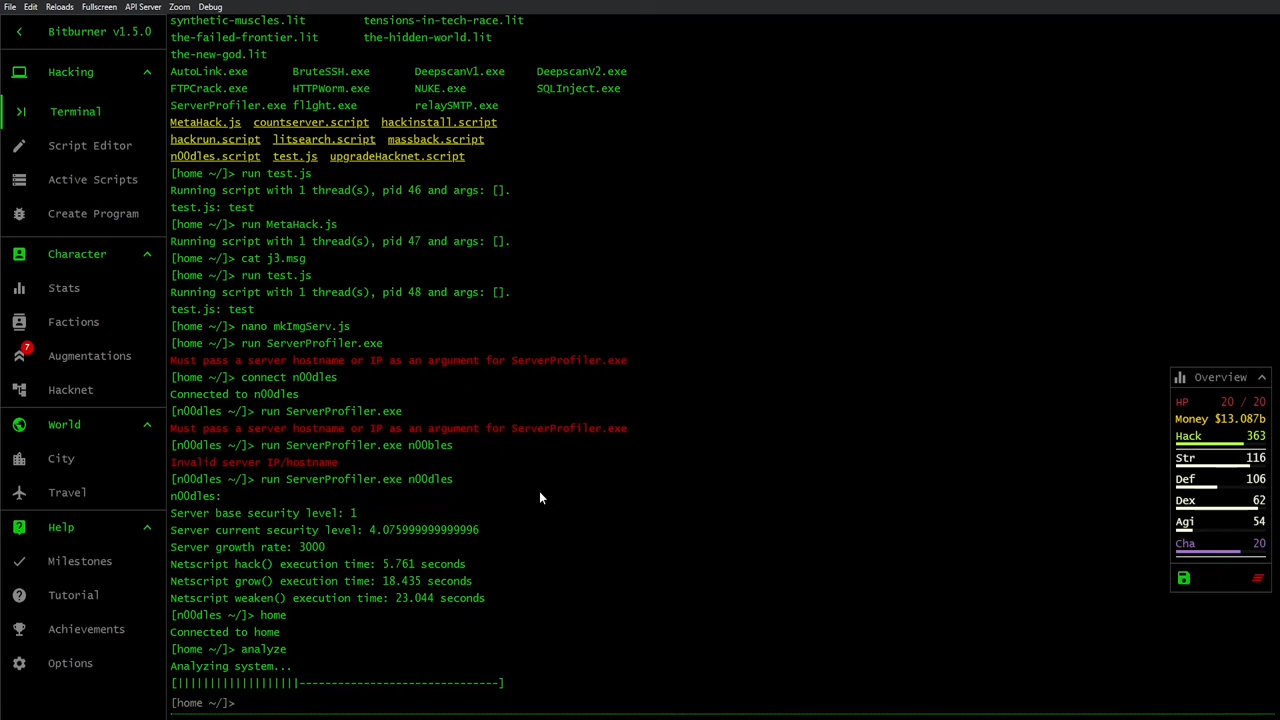 File Edit Reloads Fullscreen API Server Zoom Debug
Bitburner v1.5.0
Hacking
Terminal
Script Editor
Active Scripts
Create Program
Character
Stats
Factions
7
Augmentations
Hacknet
World
City
Travel
Help
Milestones
Tutorial
Achievements
Options
synthetic-muscles.lit tensions-in-tech-race.lit
the-failed-frontier.lit the-hidden-world.lit
the-new-god.lit
AutoLink.exe BruteSSH.exe DeepscanV1.exe DeepscanV2.exe
FTPCrack.exe HTTPWorm.exe NUKE.exe SQLInject.exe
ServerProfiler.exe fl1ght.exe relaySMTP.exe
MetaHack.js countserver.script hackinstall.script
hackrun.script litsearch.script massback.script
n00dles.script test.js upgradeHacknet.script
[home ~/]> run test.js
Running script with 1 thread(s), pid 46 and args: [].
test.js: test
[home ~/]> run MetaHack.js
Running script with 1 thread(s), pid 47 and args: [].
[home ~/]> cat j3.msg
[home ~/]> run test.js
Running script with 1 thread(s), pid 48 and args: [].
test.js: test
[home ~/]> nano mkImgServ.js
[home ~/]> run ServerProfiler.exe
Must pass a server hostname or IP as an argument for ServerProfiler.exe
[home ~/]> connect n00dles
Connected to n00dles
[n00dles ~/]> run ServerProfiler.exe
Must pass a server hostname or IP as an argument for ServerProfiler.exe
[n00dles ~/]> run ServerProfiler.exe n00bles
Invalid server IP/hostname
[n00dles ~/]> run ServerProfiler.exe n00dles
n00dles:
Server base security level: 1
Server current security level: 4.075999999999996
Server growth rate: 3000
Netscript hack() execution time: 5.761 seconds
Netscript grow() execution time: 18.435 seconds
Netscript weaken() execution time: 23.044 seconds
[n00dles ~/]> home
Connected to home
[home ~/]> analyze
Analyzing system...
[|||||||||||||||||||-------------------------------]
[home ~/]>
Overview
HP 20 / 20
Money $13.087b
Hack 363
Str 116
Def 106
Dex 62
Agi 54
Cha 20